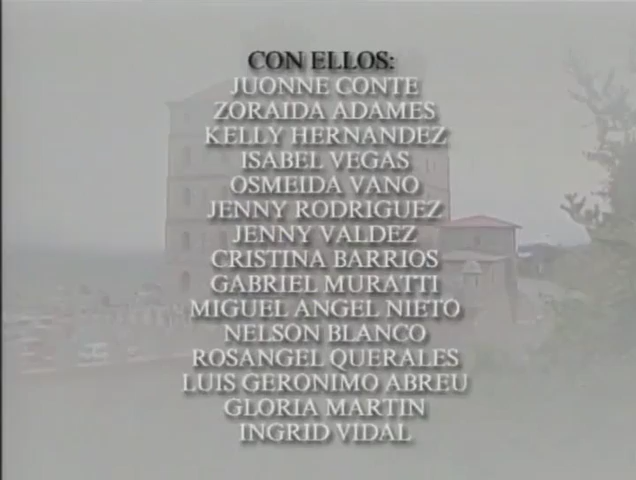 CON ELLOS:
JUONNE CONTE
ZORAIDA ADAMES
KELLY HERNANDEZ
ISABEL VEGAS
OSMEIDA VANO
JENNY RODRIGUEZ
JENNY VALDEZ
CRISTINA BARRIOS
GABRIEL MURATTI
MIGUEL ANGEL NIETO
NELSON BLANCO
ROSANGEL QUERALES
LUIS GERONIMO ABREU
GLORIA MARTIN
INGRID VIDAL